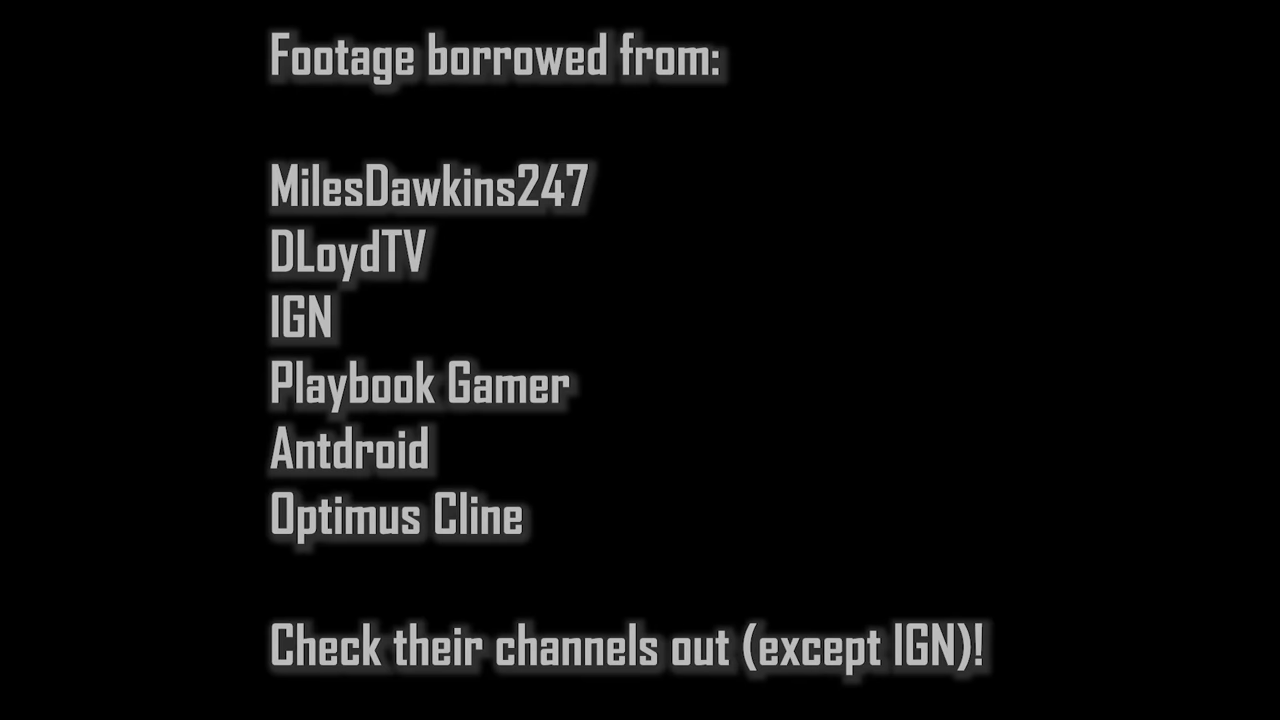 Footage borrowed from:
MilesDawkins247
DLoydTV
IGN
Playbook Gamer
Antdroid
Optimus Cline
Check their channels out (except IGN)!